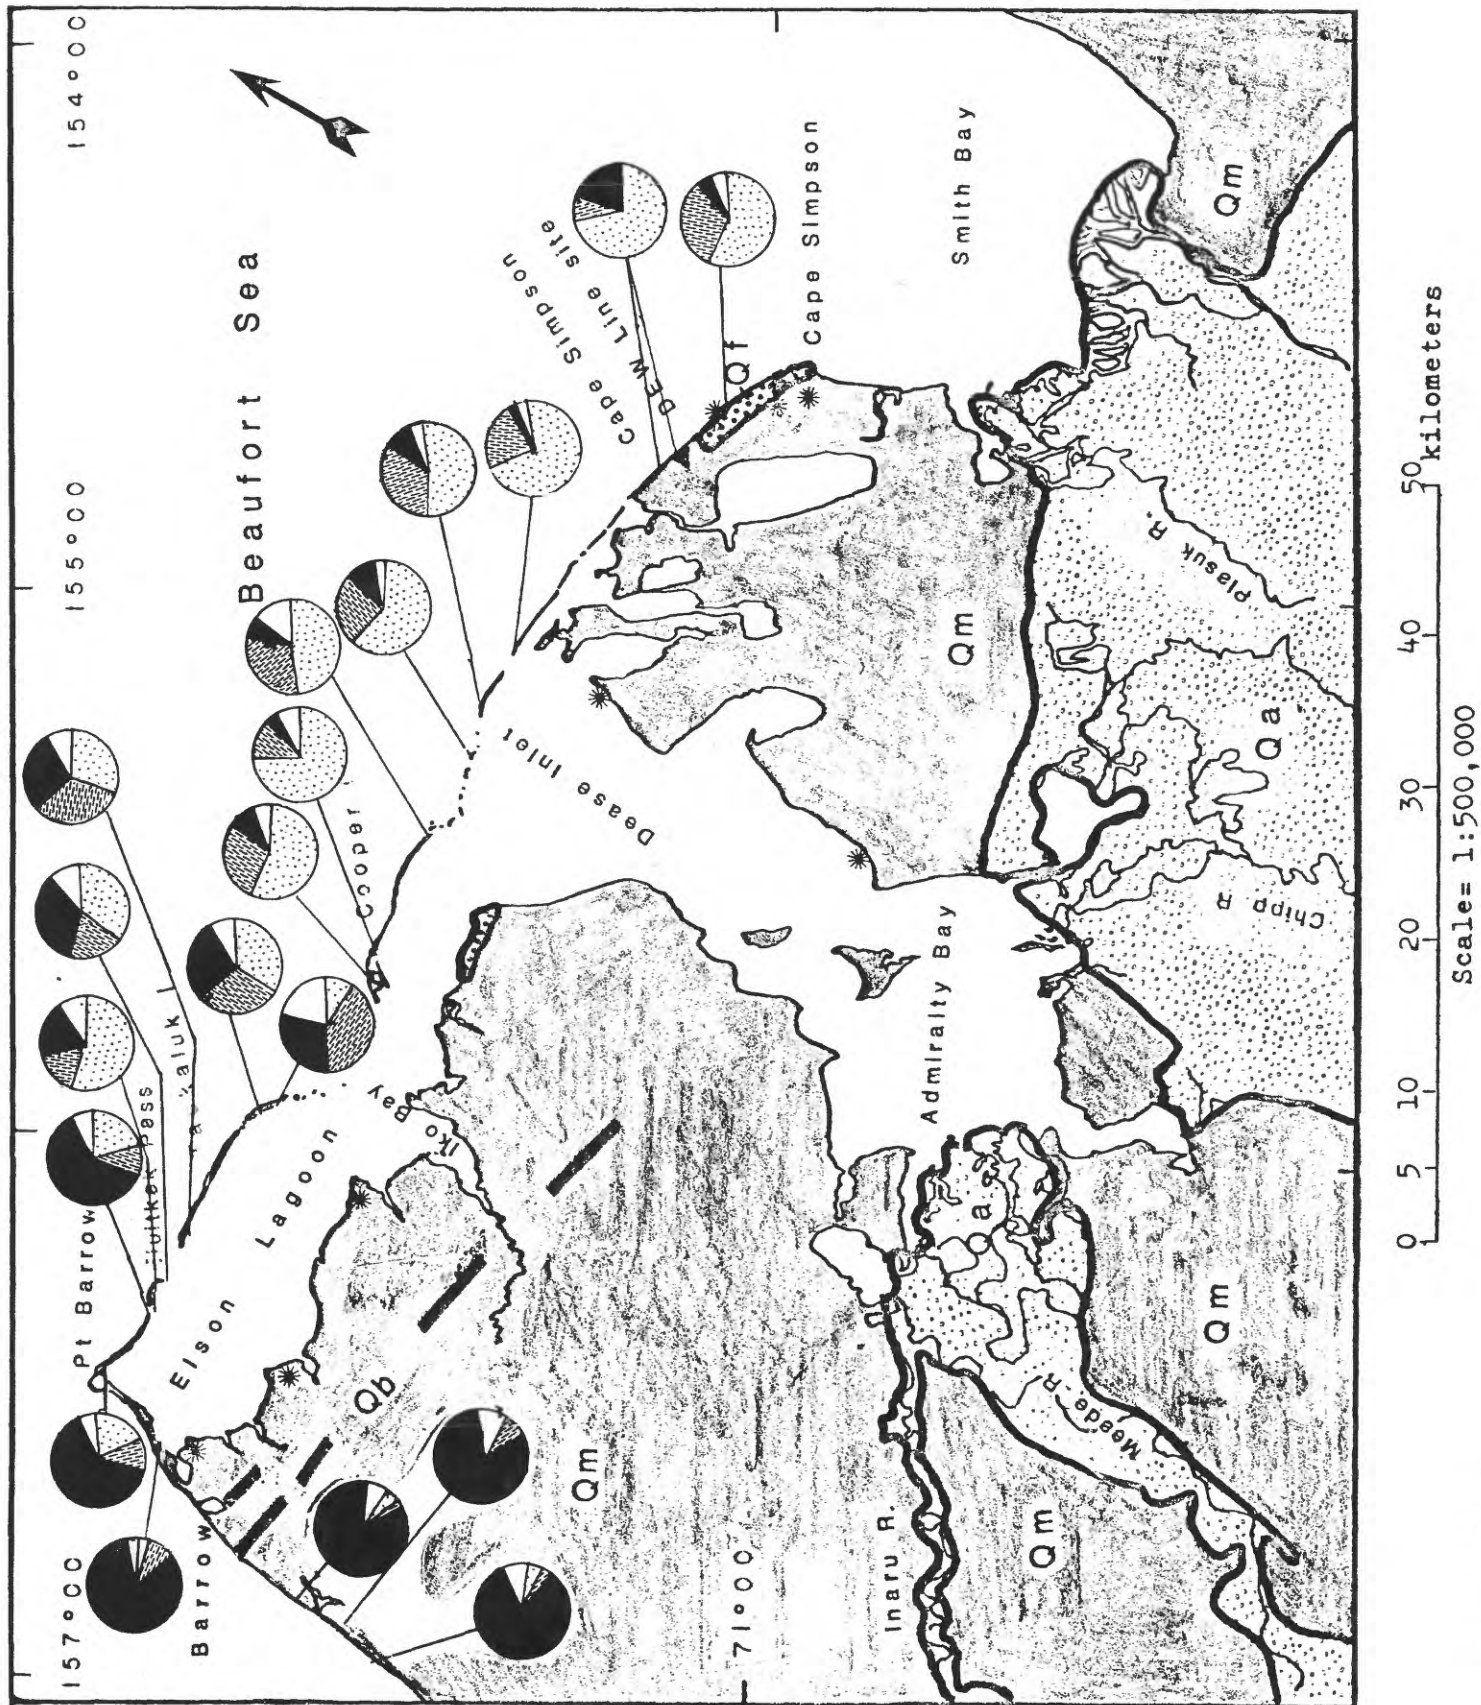 154°00
155°00
157°00
71°00
Beaufort Sea
Cape Simpson
DEW Line site
Qf
Cape Simpson
Smith Bay
Qm
Cooper
Dease Inlet
Qm
Piasuk R.
Qa
Chipp R
Admiralty Bay
Pass
Pt Barrow
Elson Lagoon
Iko Bay
Qb
Barrow
Qm
Inaru R.
Qa
Meade R
Qm
Qm
0 5 10 20 30 40 50 kilometers
Scale= 1:500,000